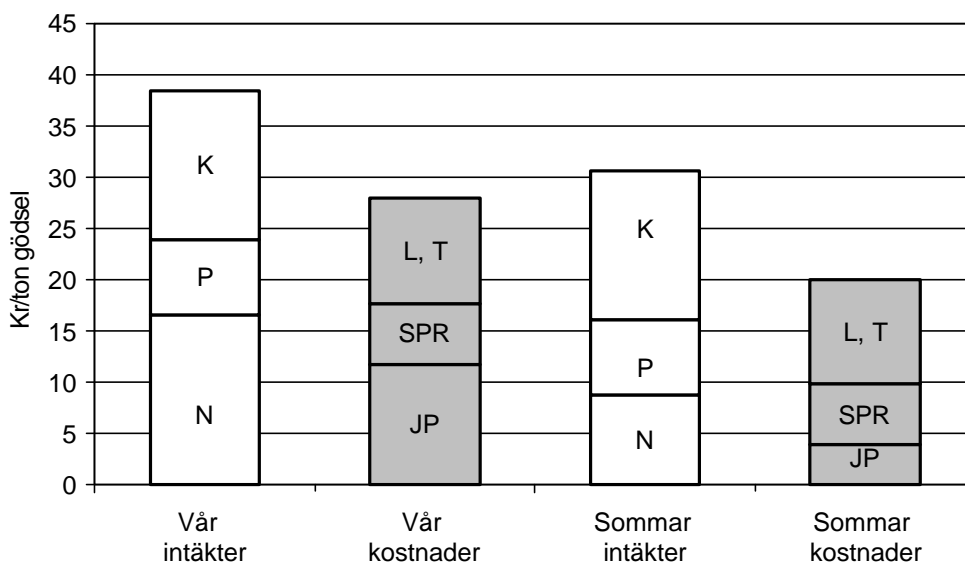 45
40
35
30
25
20
15
10
5
0
Kr/ton gödsel
K
P
N
L, T
SPR
JP
K
P
N
L, T
SPR
JP
Vår
intäkter
Vår
kostnader
Sommar
intäkter
Sommar
kostnader